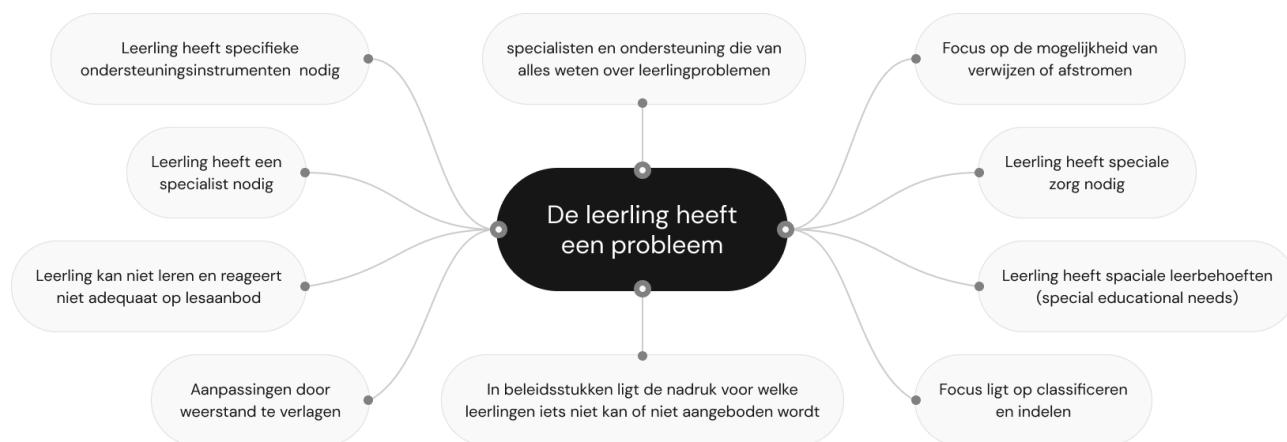 Leerling heeft specifieke
ondersteuningsinstrumenten nodig
specialisten en ondersteuning die van
alles weten over leerlingproblemen
Focus op de mogelijkheid van
verwijzen of afstromen
Leerling heeft een
specialist nodig
Leerling heeft speciale
zorg nodig
De leerling heeft
een probleem
Leerling kan niet leren en reageert
niet adequaat op lesaanbod
Leerling heeft spaciale leerbehoeften
(special educational needs)
Aanpassingen door
weerstand te verlagen
In beleidsstukken ligt de nadruk voor welke
leerlingen iets niet kan of niet aangeboden wordt
Focus ligt op classificeren
en indelen